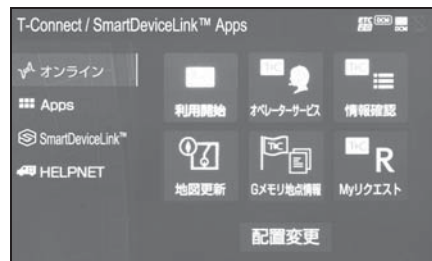 T-Connect / SmartDeviceLink™ Apps
オンライン
Apps
SmartDeviceLink™
HELPNET
利用開始
オペレーターサービス
情報確認
地図更新
Gメモリ地点情報
Myリクエスト
配置変更